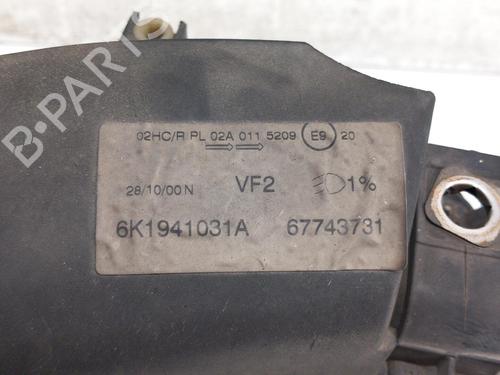 02HC/R PL 02A 011 5209 E9 20
28/10/00 N VF2 1%
6K1941031A 67743731
B-PARTS